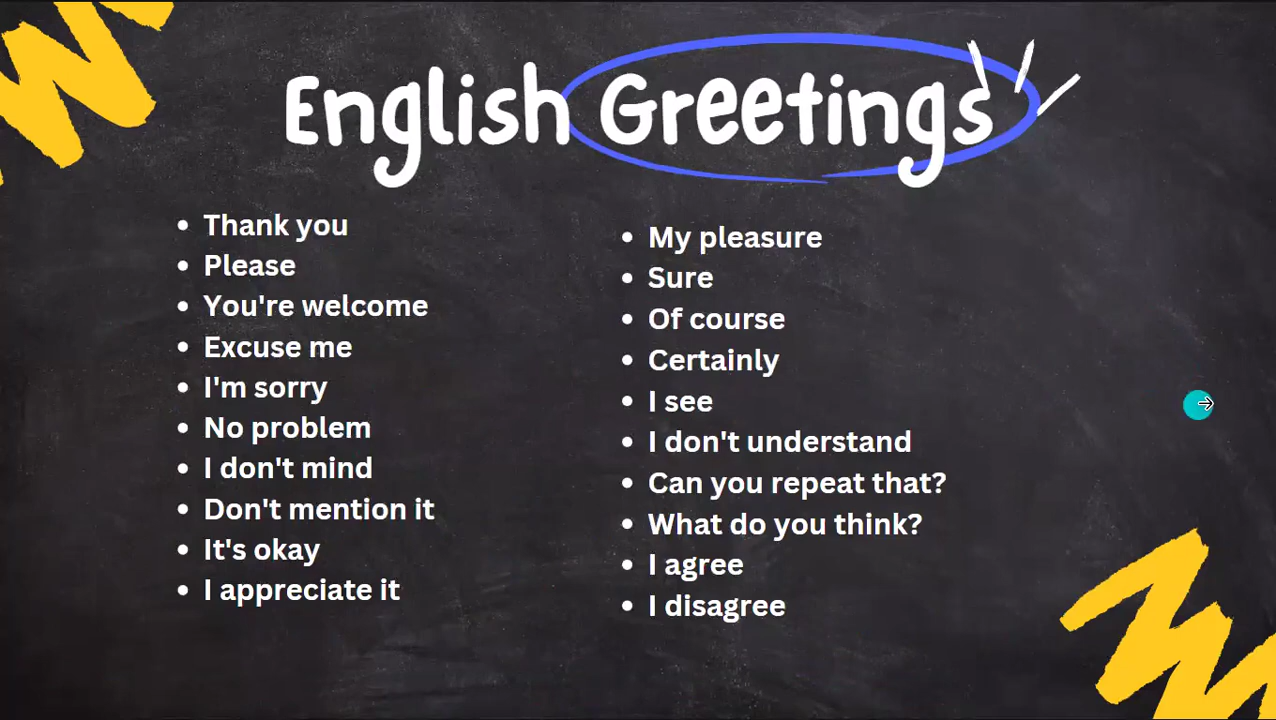 English Greetings
Thank you
Please
You're welcome
Excuse me
I'm sorry
No problem
I don't mind
Don't mention it
It's okay
I appreciate it
My pleasure
Sure
Of course
Certainly
I see
I don't understand
Can you repeat that?
What do you think?
I agree
I disagree